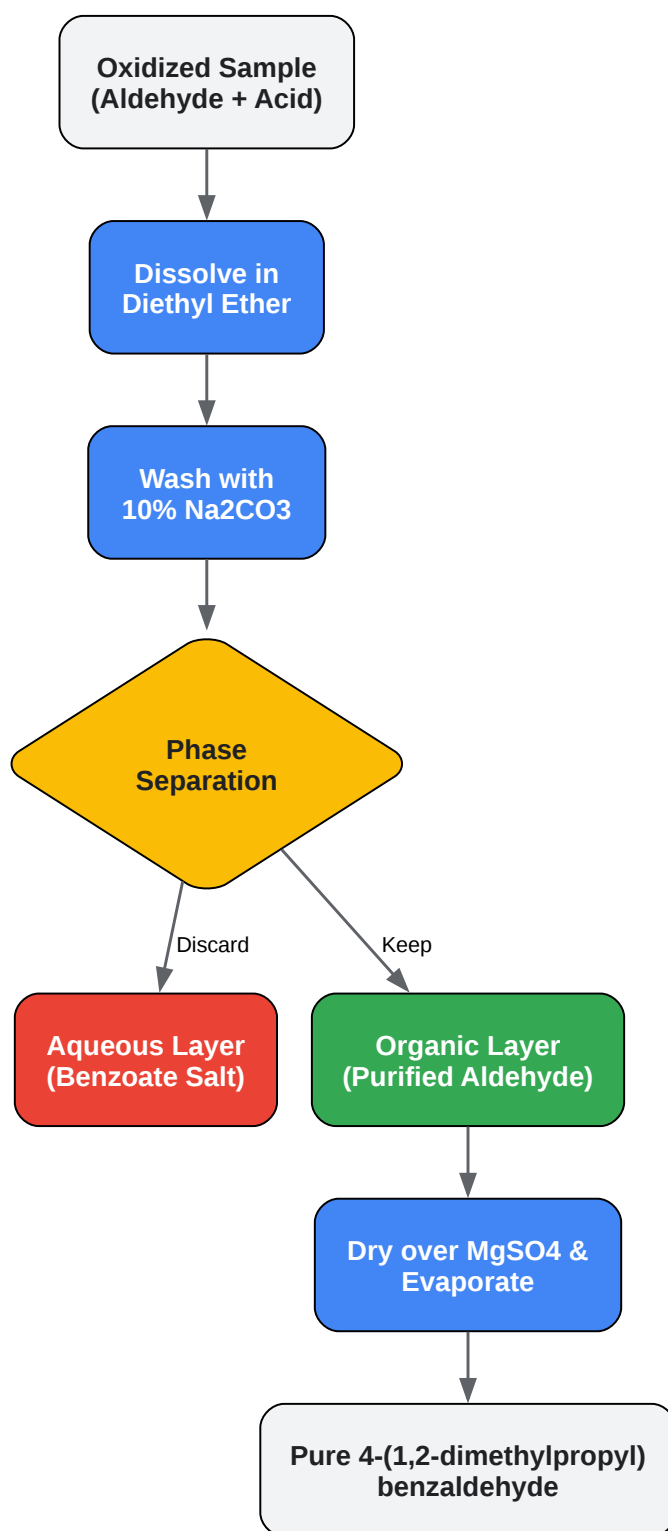 Oxidized Sample
(Aldehyde + Acid)
Dissolve in
Diethyl Ether
Wash with
10% Na2CO3
Phase
Separation
Discard
Keep
Aqueous Layer
(Benzoate Salt)
Organic Layer
(Purified Aldehyde)
Dry over MgSO4 &
Evaporate
Pure 4-(1,2-dimethylpropyl)
benzaldehyde